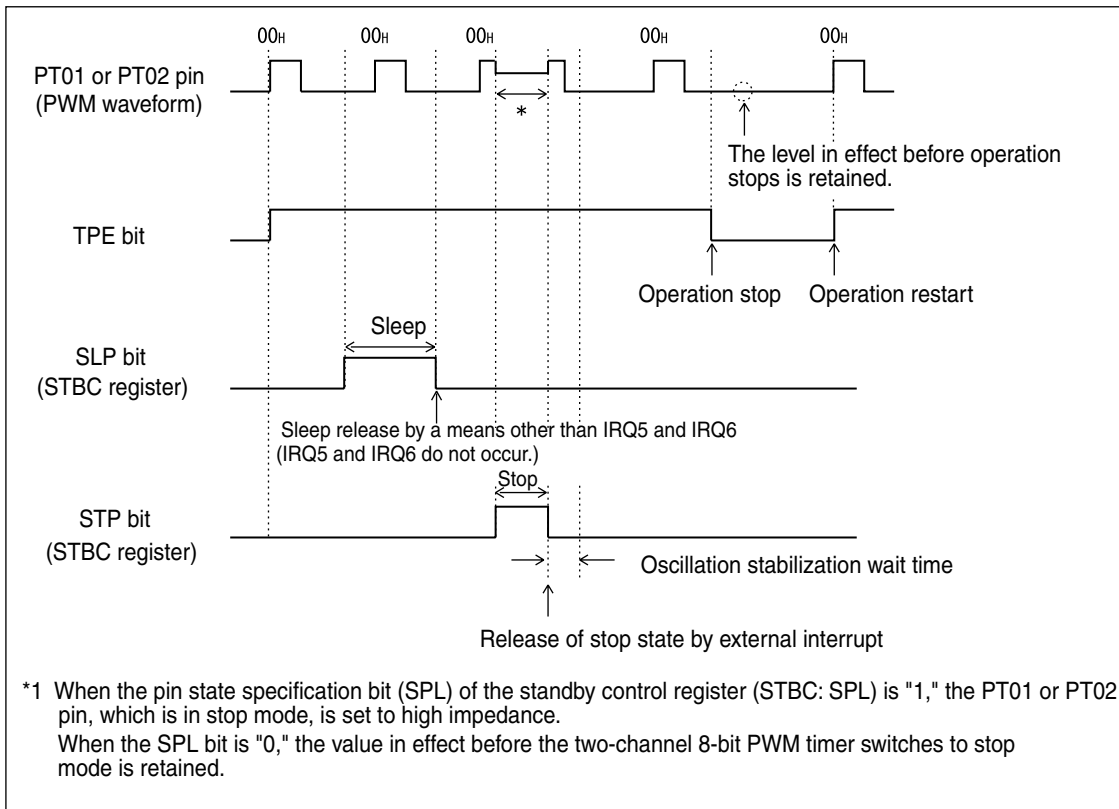 00H 00H 00H 00H 00H
PT01 or PT02 pin
(PWM waveform)
*
The level in effect before operation
stops is retained.
TPE bit
Operation stop Operation restart
Sleep
SLP bit
(STBC register)
Sleep release by a means other than IRQ5 and IRQ6
(IRQ5 and IRQ6 do not occur.)
Stop
STP bit
(STBC register)
Oscillation stabilization wait time
Release of stop state by external interrupt
*1 When the pin state specification bit (SPL) of the standby control register (STBC: SPL) is "1," the PT01 or PT02
pin, which is in stop mode, is set to high impedance.
When the SPL bit is "0," the value in effect before the two-channel 8-bit PWM timer switches to stop
mode is retained.